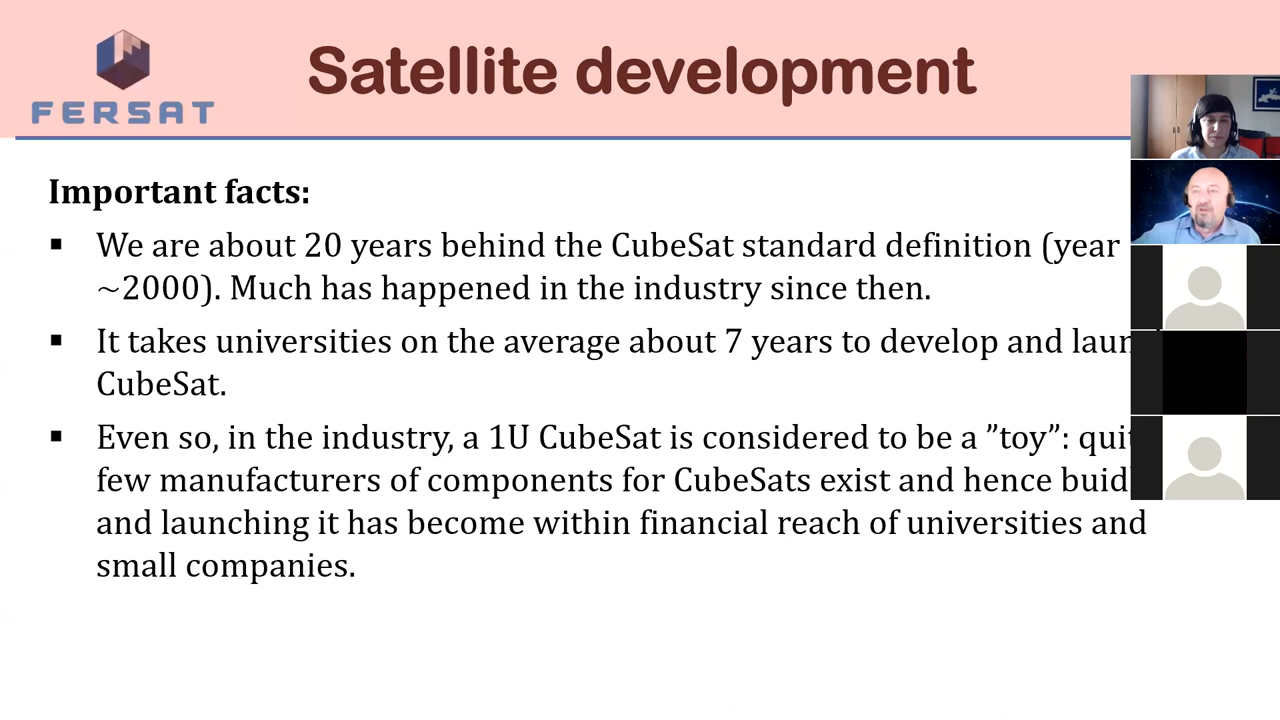 Satellite development
FERSAT
Important facts:
▪ We are about 20 years behind the CubeSat standard definition (year
~2000). Much has happened in the industry since then.
▪ It takes universities on the average about 7 years to develop and
CubeSat.
▪ Even so, in the industry, a 1U CubeSat is considered to be a ”toy”:
few manufacturers of components for CubeSats exist and hence
and launching it has become within financial reach of universities and
small companies.